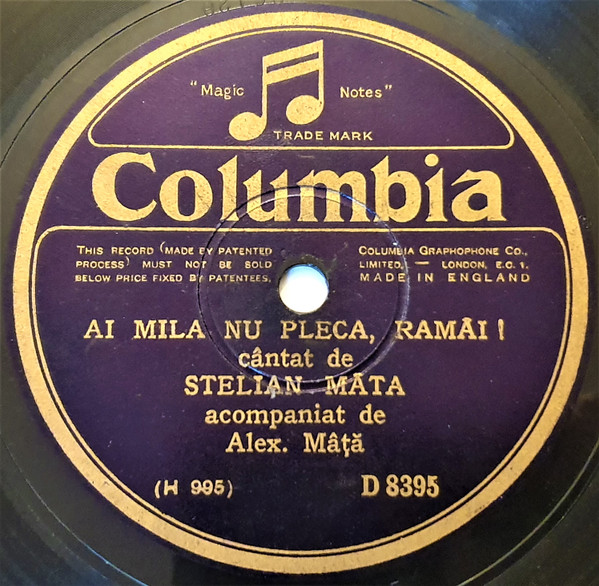 "Magic Notes"
TRADE MARK
Columbia
THIS RECORD (MADE BY PATENTED
PROCESS) MUST NOT BE SOLD
BELOW PRICE FIXED BY PATENTEES.
COLUMBIA GRAPHOPHONE CO.,
LIMITED, — LONDON, E.C. 1.
MADE IN ENGLAND
AI MILA NU PLECA, RAMÂI!
cântat de
STELIAN MÂTA
acompaniat de
Alex. Mâță
(H 995)
D 8395